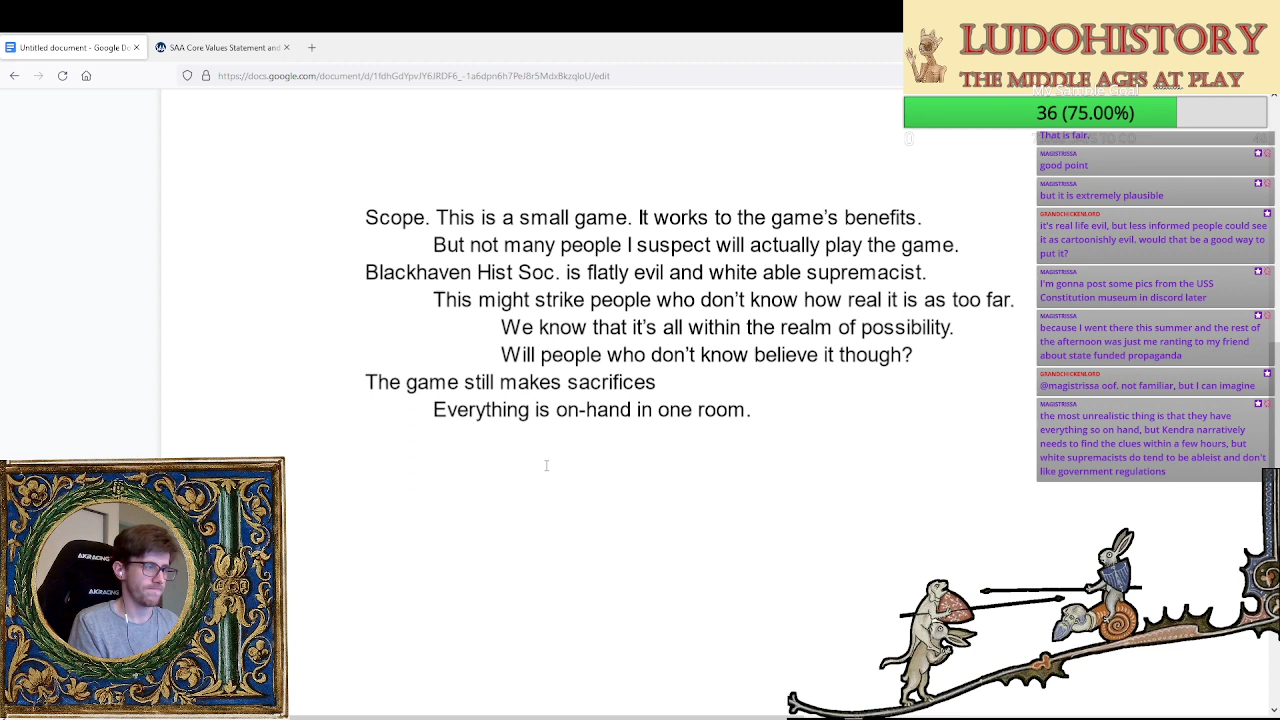 Untitled document - Google Do
SAA Core Values Statement and
https://docs.google.com/document/d/1fdhGdYpvJY6JRDF6_-1a6dpn6h7PeJ8r5MdxBkzqloU/edit
LUDOHISTORY
THE MIDDLE AGES AT PLAY
My Sample Goal
36 (75.00%)
0
That is fair.
MAGISTRISSA
good point
MAGISTRISSA
but it is extremely plausible
GRANDCHICKENLORD
it's real life evil, but less informed people could see
it as cartoonishly evil. would that be a good way to
put it?
MAGISTRISSA
I'm gonna post some pics from the USS
Constitution museum in discord later
MAGISTRISSA
because I went there this summer and the rest of
the afternoon was just me ranting to my friend
about state funded propaganda
GRANDCHICKENLORD
@magistrissa oof. not familiar, but I can imagine
MAGISTRISSA
the most unrealistic thing is that they have
everything so on hand, but Kendra narratively
needs to find the clues within a few hours, but
white supremacists do tend to be ableist and don't
like government regulations
Scope. This is a small game. It works to the game's benefits.
But not many people I suspect will actually play the game.
Blackhaven Hist Soc. is flatly evil and white able supremacist.
This might strike people who don't know how real it is as too far.
We know that it's all within the realm of possibility.
Will people who don't know believe it though?
The game still makes sacrifices
Everything is on-hand in one room.
AKRACING
AKRACING